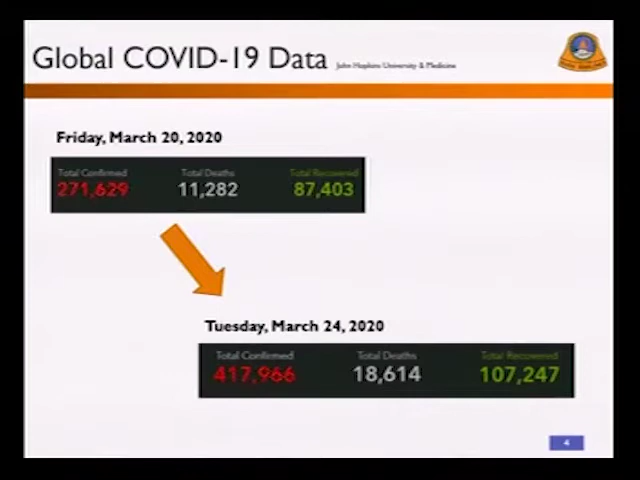 Global COVID-19 Data John Hopkins University & Medicine
Friday, March 20, 2020
Total Confirmed Total Deaths Total Recovered
271,629 11,282 87,403
Tuesday, March 24, 2020
Total Confirmed Total Deaths Total Recovered
417,966 18,614 107,247
4